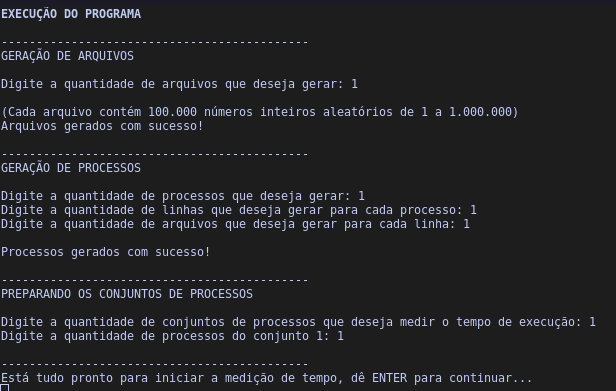 EXECUÇÃO DO PROGRAMA
--------------------------------------------
GERAÇÃO DE ARQUIVOS
Digite a quantidade de arquivos que deseja gerar: 1
(Cada arquivo contém 100.000 números inteiros aleatórios de 1 a 1.000.000)
Arquivos gerados com sucesso!
--------------------------------------------
GERAÇÃO DE PROCESSOS
Digite a quantidade de processos que deseja gerar: 1
Digite a quantidade de linhas que deseja gerar para cada processo: 1
Digite a quantidade de arquivos que deseja gerar para cada linha: 1
Processos gerados com sucesso!
--------------------------------------------
PREPARANDO OS CONJUNTOS DE PROCESSOS
Digite a quantidade de conjuntos de processos que deseja medir o tempo de execução: 1
Digite a quantidade de processos do conjunto 1: 1
--------------------------------------------
Está tudo pronto para iniciar a medição de tempo, dê ENTER para continuar...